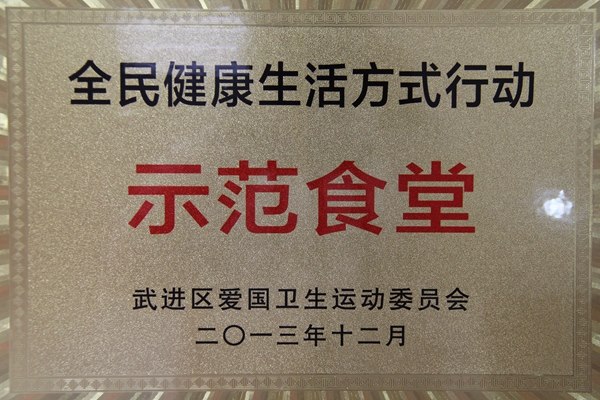 全民健康生活方式行动
示范食堂
武进区爱国卫生运动委员会
二〇一三年十二月